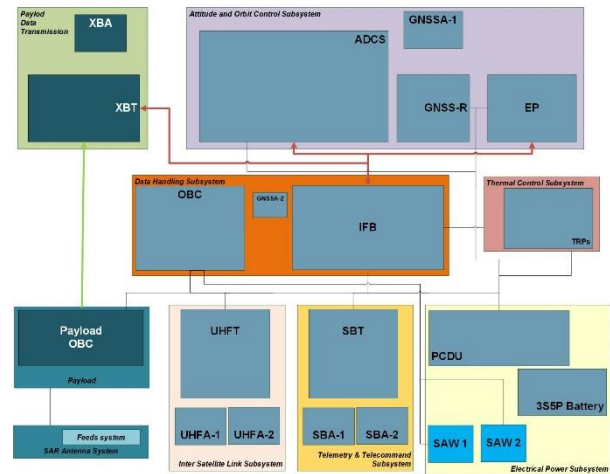 Paylod
Data
Transmission
XBA
XBT
Attitude and Orbit Control Subsystem
GNSSA-1
ADCS
GNSS-R
EP
Data Handling Subsystem
OBC
GNSSA-2
IFB
Thermal Control Subsystem
TRPs
Payload
OBC
Payload
Feeds system
SAR Antenna System
UHFT
UHFA-1
UHFA-2
Inter Satellite Link Subsystem
SBT
SBA-1
SBA-2
Telemetry & Telecommand
Subsystem
PCDU
3S5P Battery
SAW 1
SAW 2
Electrical Power Subsystem